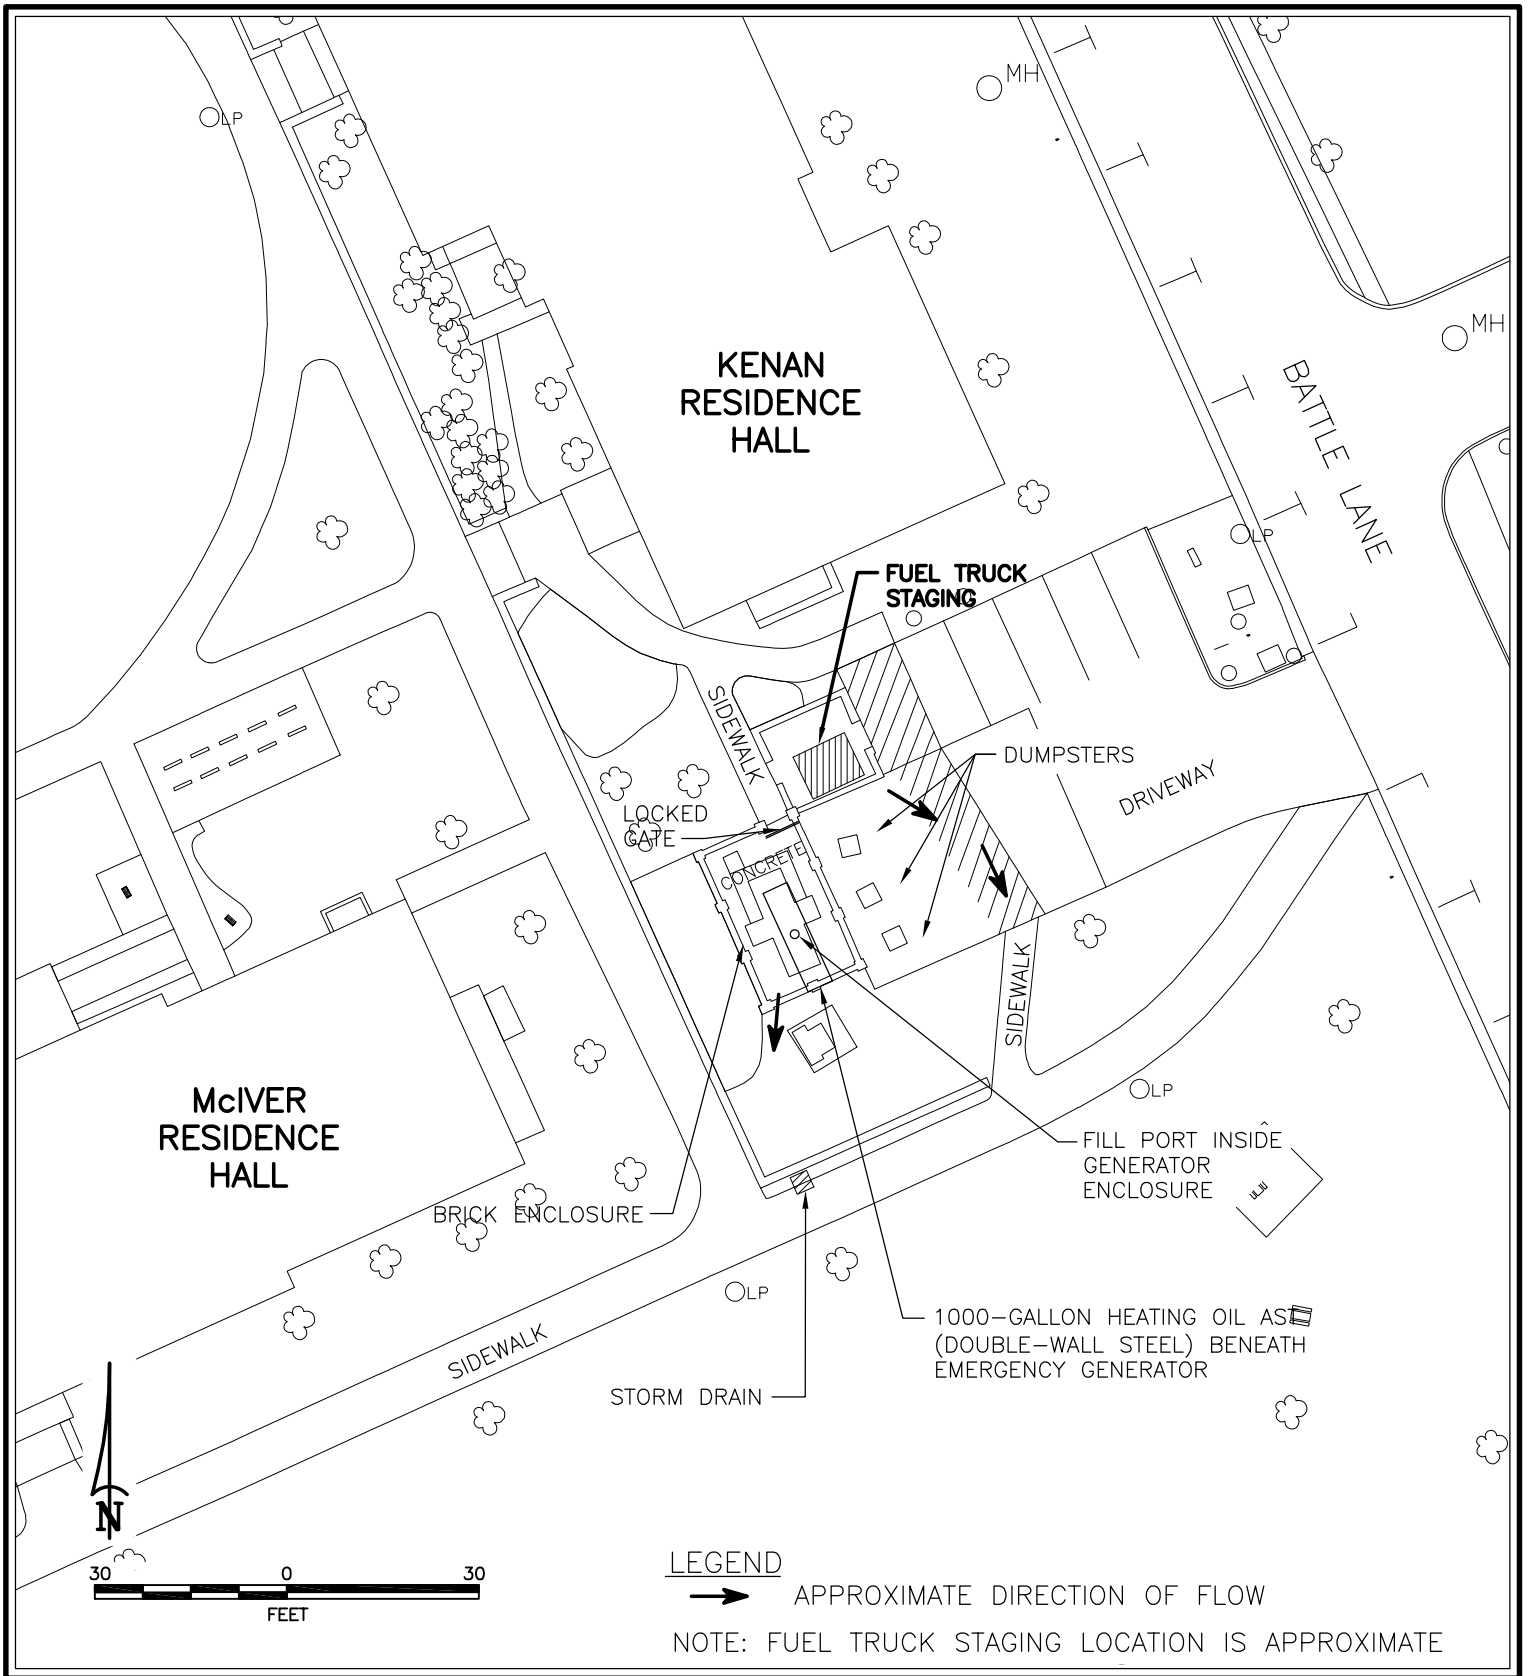 MH
LP
MH
KENAN
RESIDENCE
HALL
BATTLE LANE
LP
FUEL TRUCK
STAGING
SIDEWALK
DUMPSTERS
DRIVEWAY
LOCKED
GATE
CONCRETE
SIDEWALK
LP
McIVER
RESIDENCE
HALL
FILL PORT INSIDE
GENERATOR
ENCLOSURE
BRICK ENCLOSURE
LP
1000-GALLON HEATING OIL AST
(DOUBLE-WALL STEEL) BENEATH
EMERGENCY GENERATOR
SIDEWALK
STORM DRAIN
N
30 0 30
FEET
LEGEND
APPROXIMATE DIRECTION OF FLOW
NOTE: FUEL TRUCK STAGING LOCATION IS APPROXIMATE